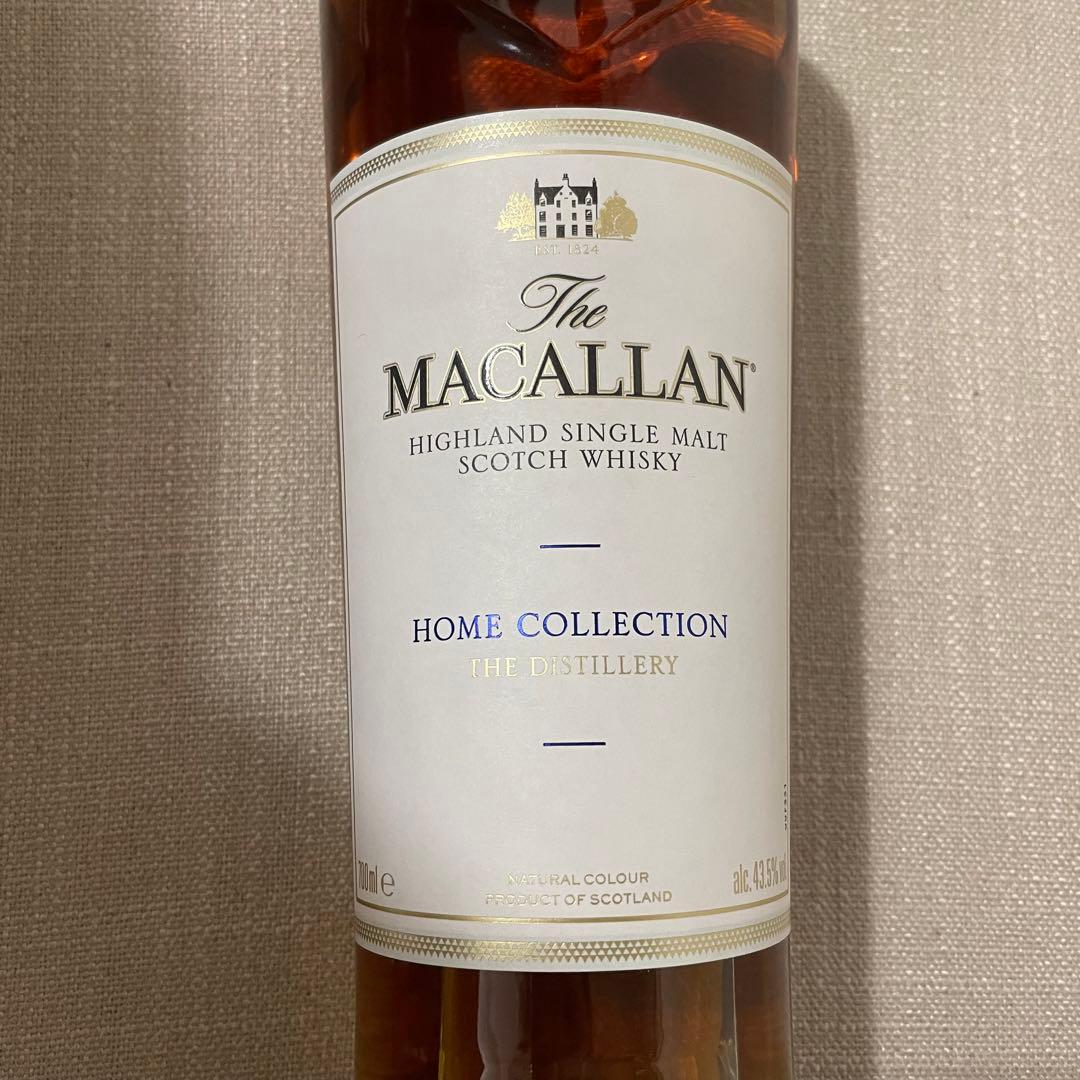 EST. 1824
The
MACALLAN®
HIGHLAND SINGLE MALT
SCOTCH WHISKY
HOME COLLECTION
THE DISTILLERY
700ml e
NATURAL COLOUR
PRODUCT OF SCOTLAND
alc. 43.5% vol